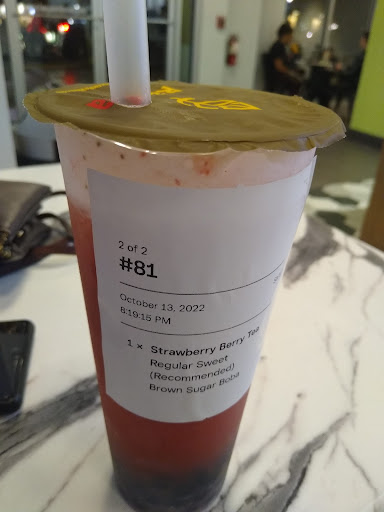 2 of 2
#81
October 13, 2022
6:19:15 PM
1 × Strawberry Berry Tea
Regular Sweet
(Recommended)
Brown Sugar Boba